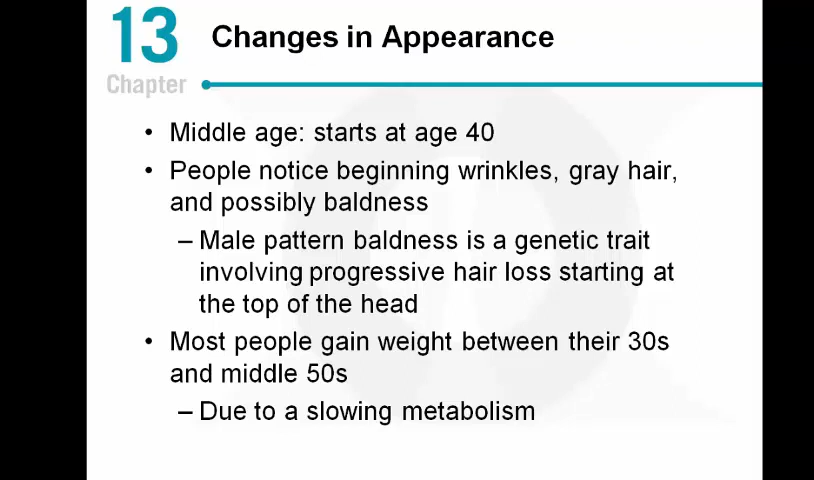 13
Chapter
Changes in Appearance
• Middle age: starts at age 40
• People notice beginning wrinkles, gray hair,
and possibly baldness
– Male pattern baldness is a genetic trait
involving progressive hair loss starting at
the top of the head
• Most people gain weight between their 30s
and middle 50s
– Due to a slowing metabolism